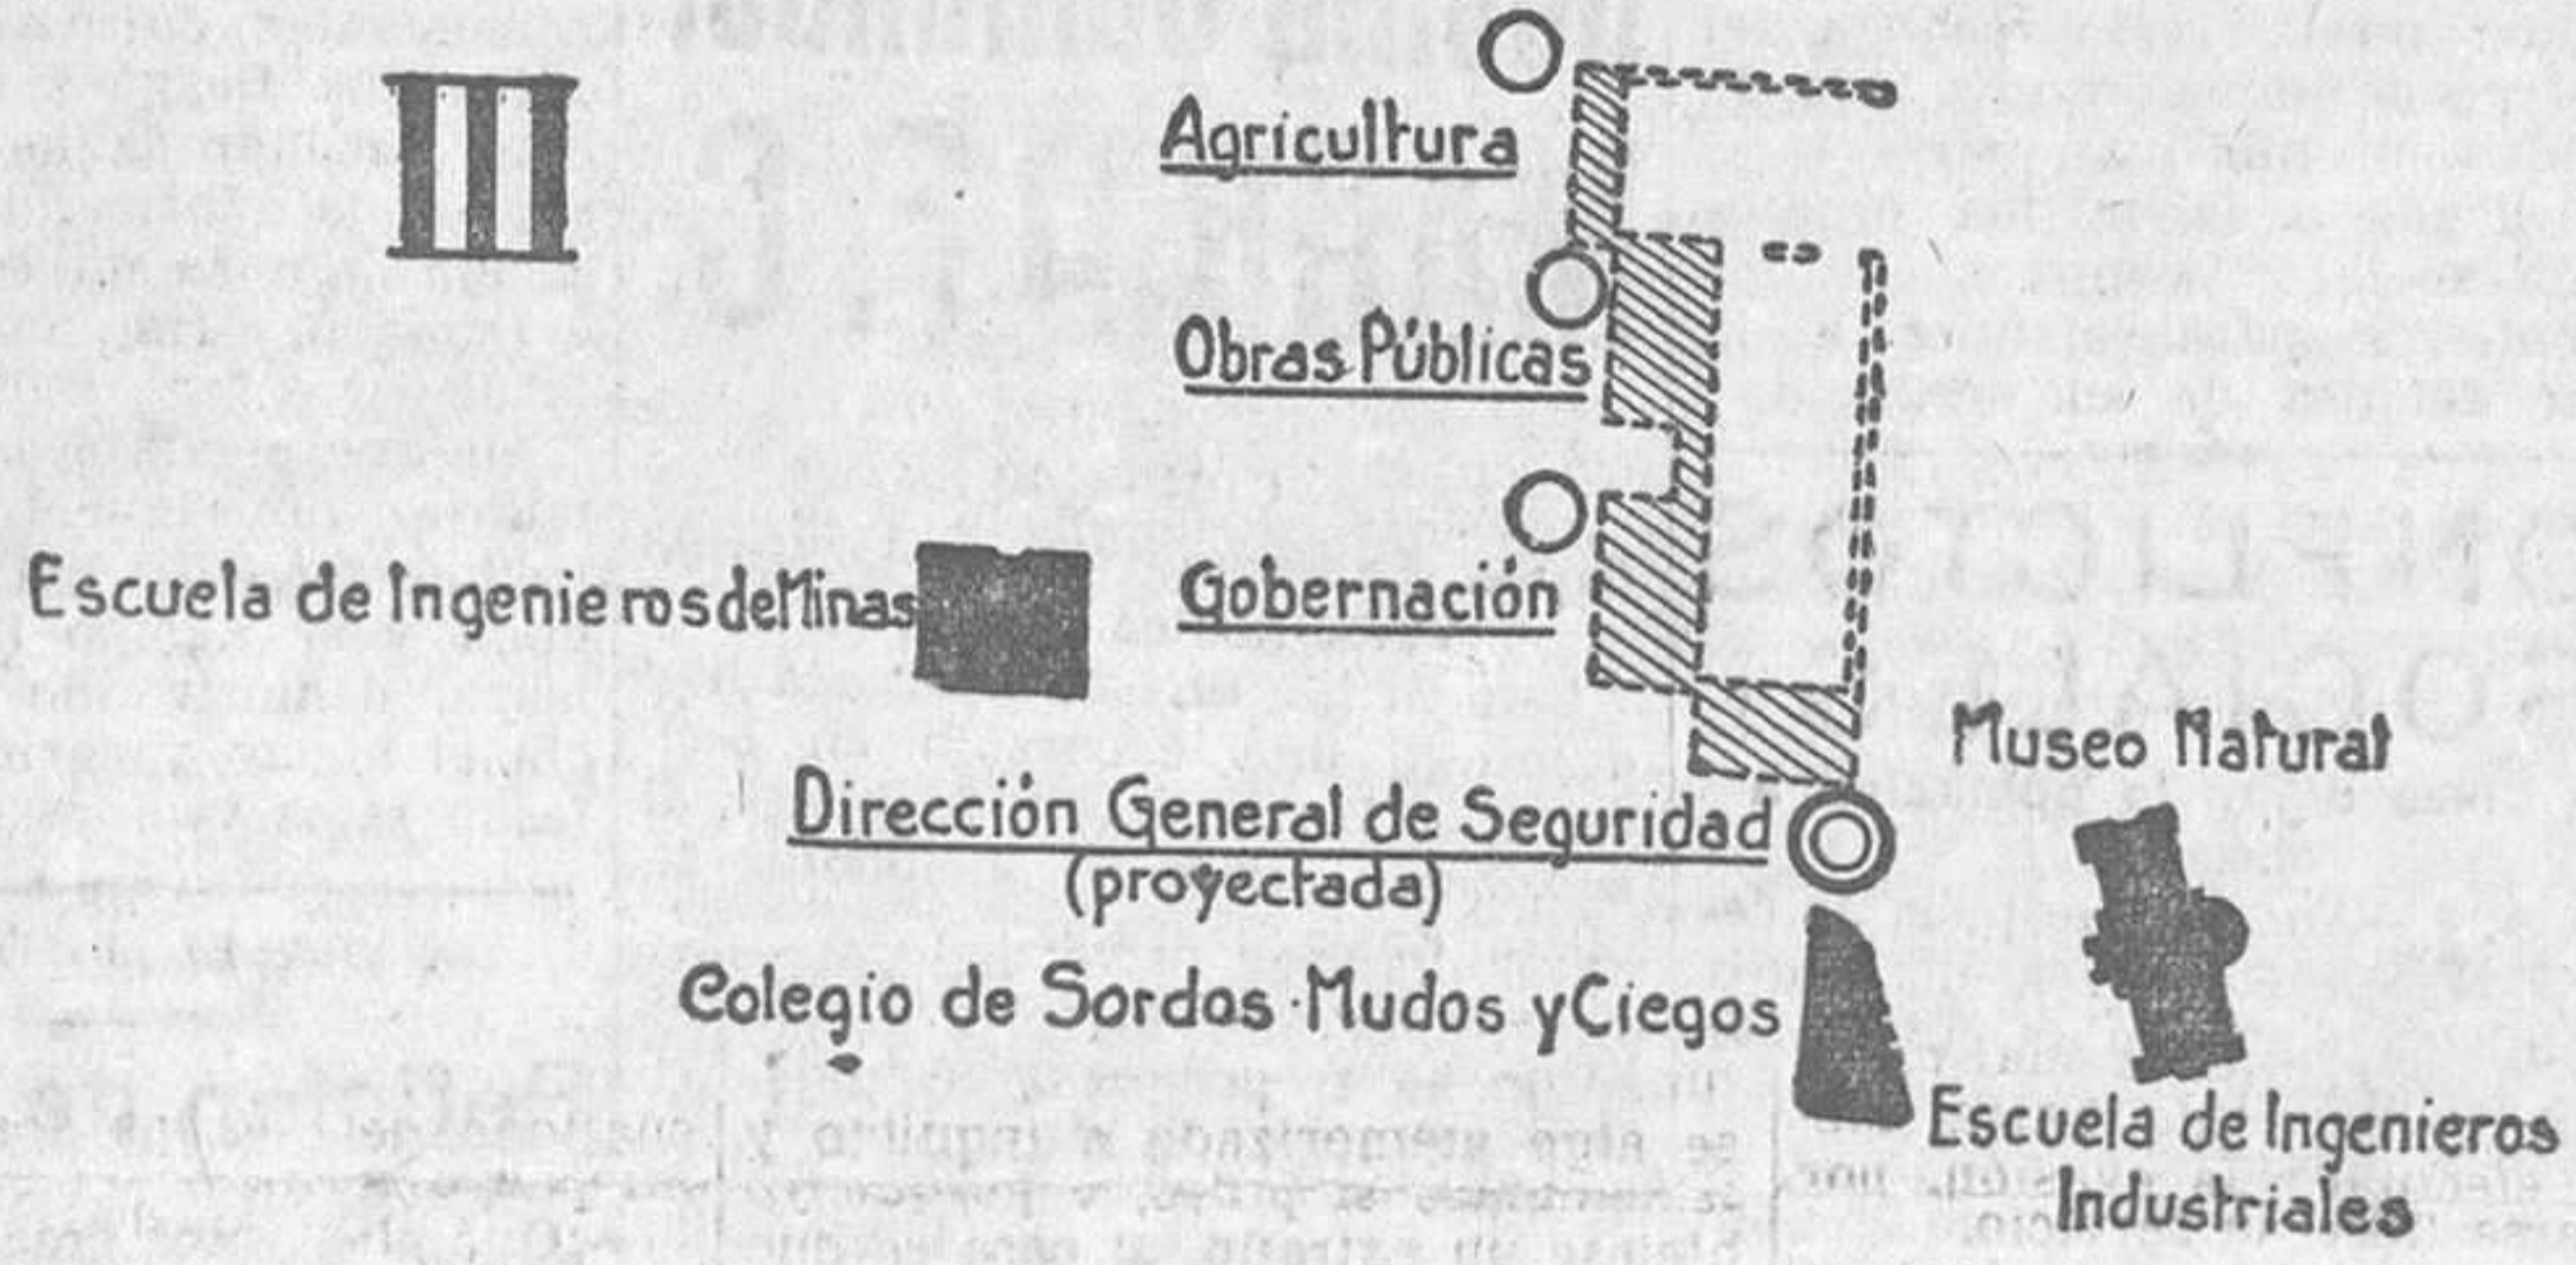 III
Agricultura
Obras Públicas
Escuela de Ingenieros de Minas
Gobernación
Museo Natural
Dirección General de Seguridad
(proyectada)
Colegio de Sordos-Mudos y Ciegos
Escuela de Ingenieros
Industriales